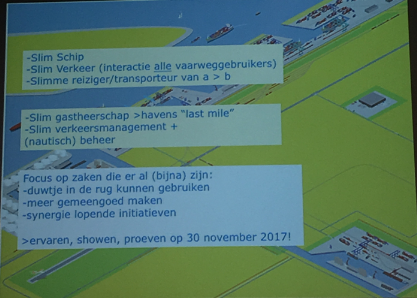 -Slim Schip
-Slim Verkeer (interactie alle vaarweggebruikers)
-Slimme reiziger/transporteur van a > b
-Slim gastheerschap >havens “last mile”
-Slim verkeersmanagement +
(nautisch) beheer
Focus op zaken die er al (bijna) zijn:
-duwtje in de rug kunnen gebruiken
-meer gemeengoed maken
-synergie lopende initiatieven
>ervaren, showen, proeven op 30 november 2017!